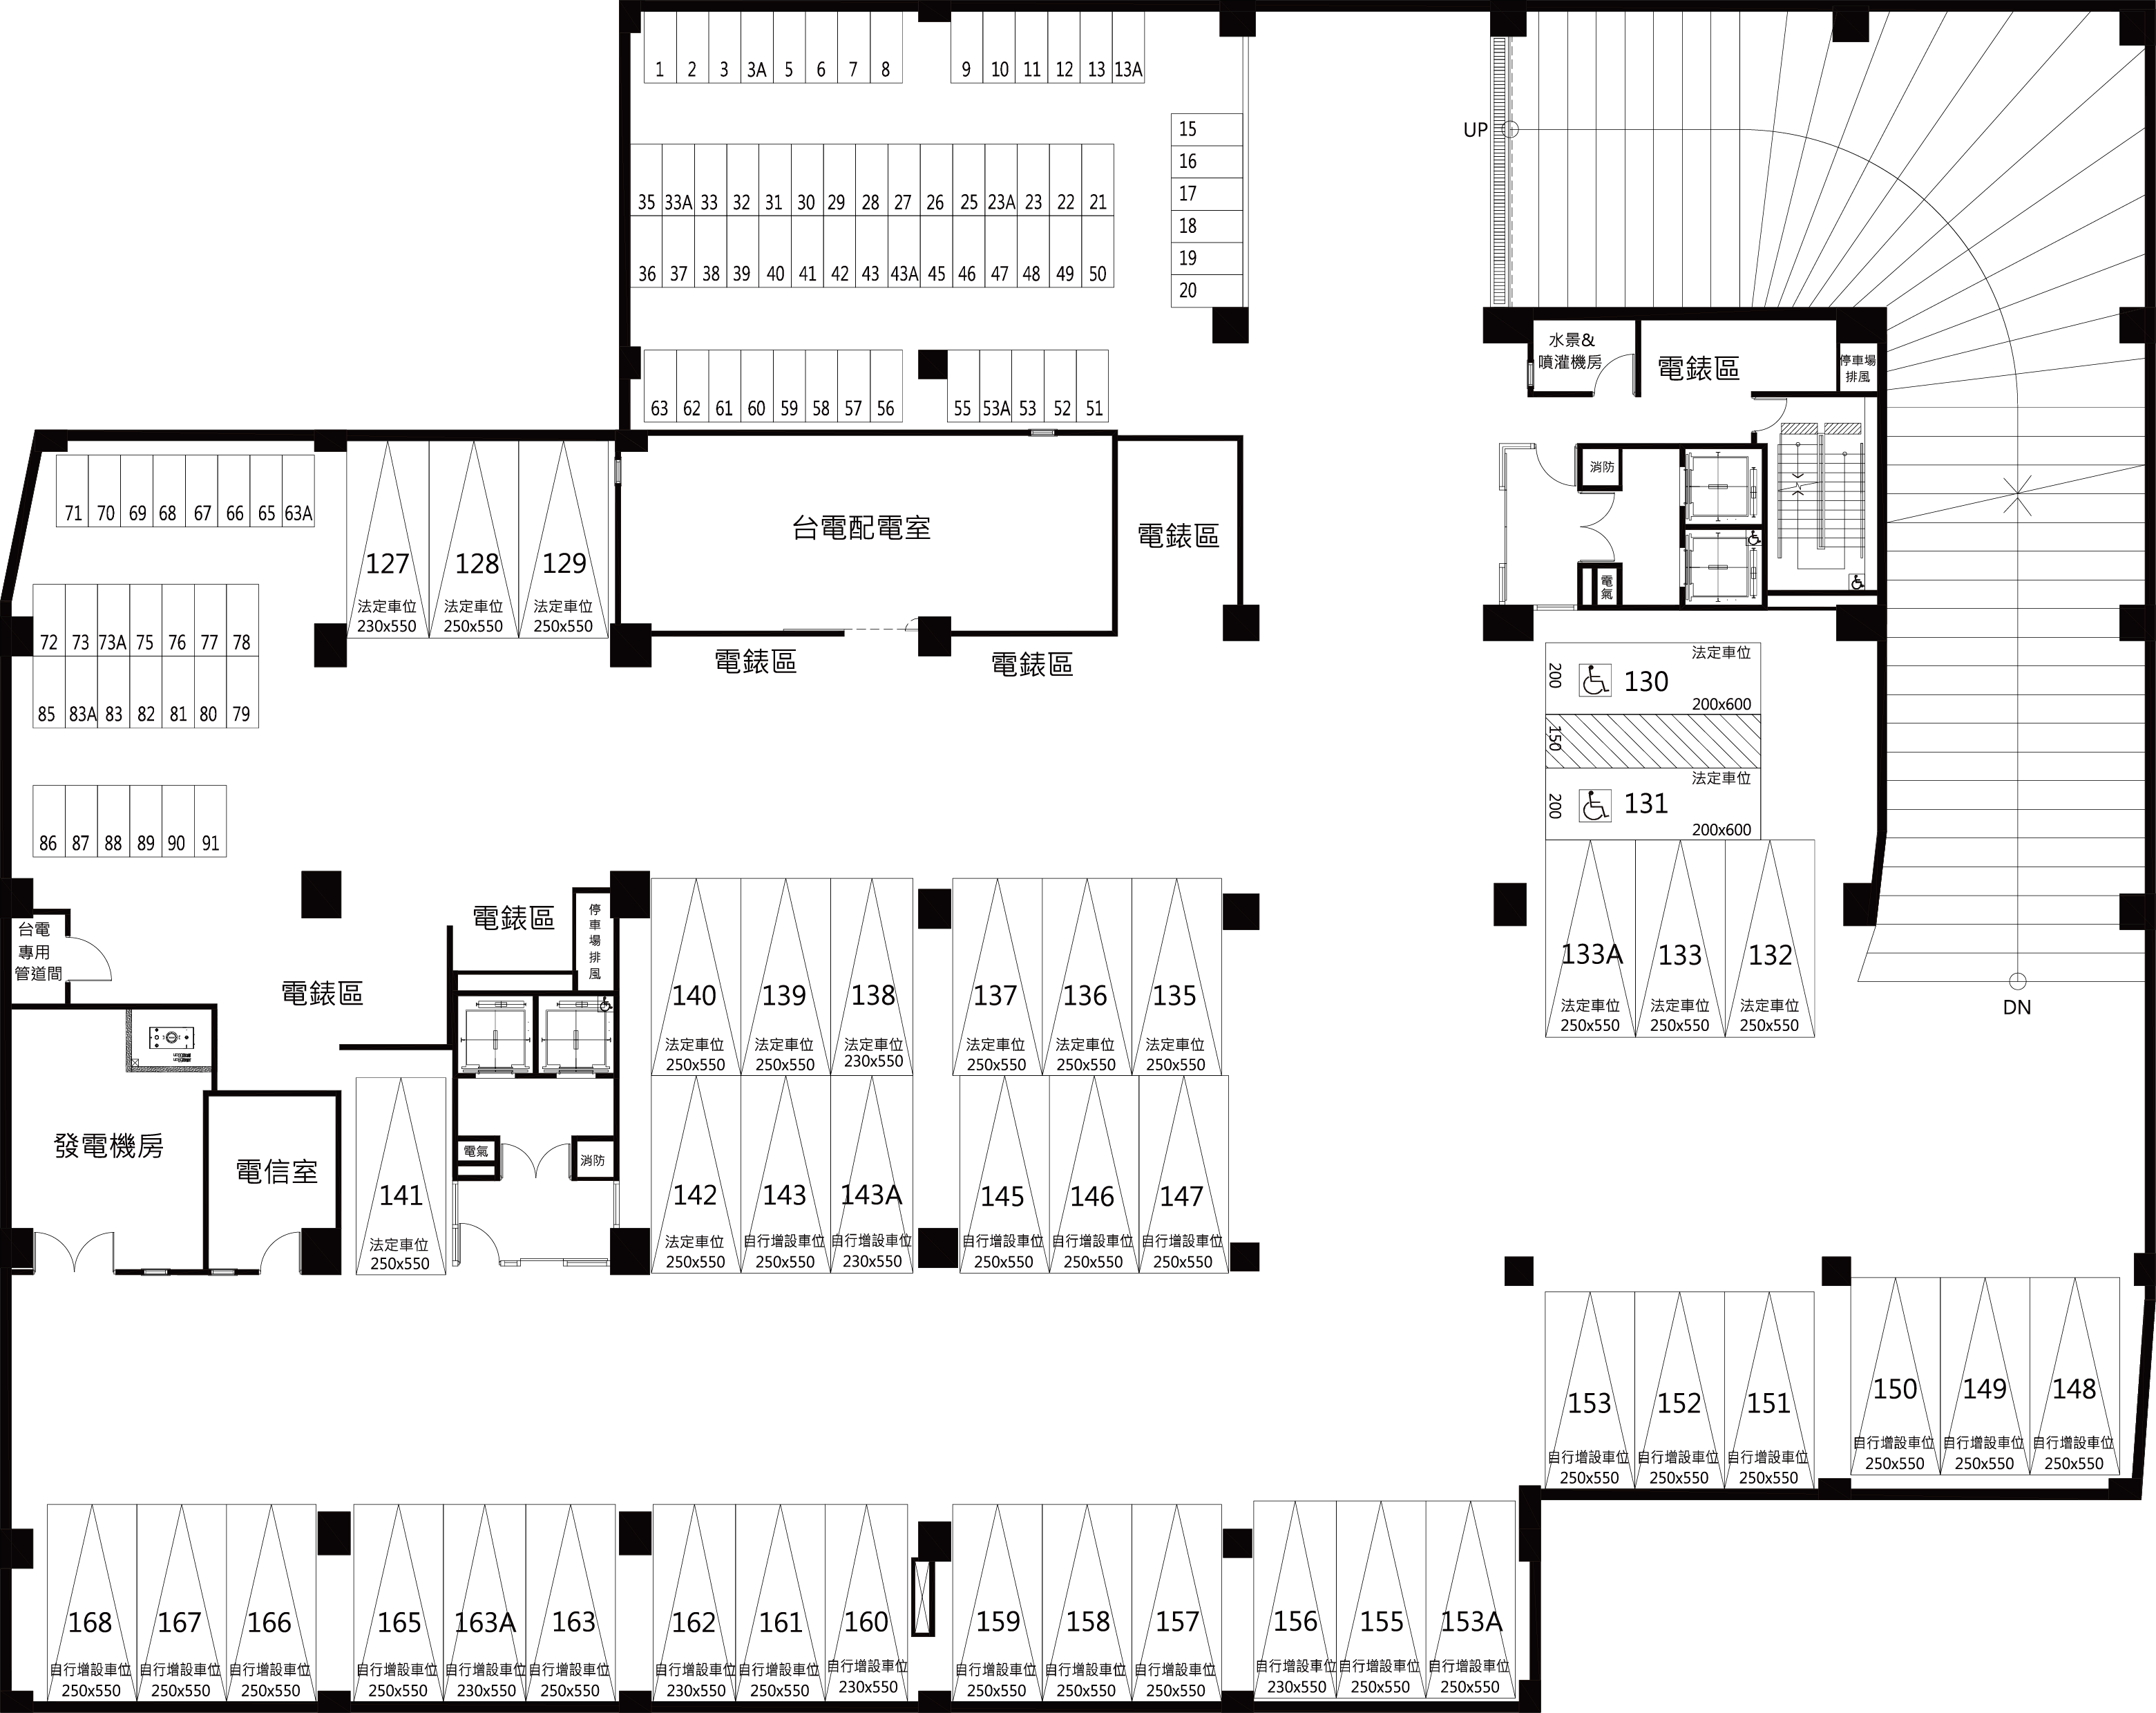 1 2 3 3A 5 6 7 8 9 10 11 12 13 13A
15
16
17
18
19
20
UP
35 33A 33 32 31 30 29 28 27 26 25 23A 23 22 21
36 37 38 39 40 41 42 43 43A 45 46 47 48 49 50
63 62 61 60 59 58 57 56 55 53A 53 52 51
水景&
噴灌機房
電錶區
停車場
排風
71 70 69 68 67 66 65 63A
127
法定車位
230x550
128
法定車位
250x550
129
法定車位
250x550
台電配電室
電錶區
消防
電氣
72 73 73A 75 76 77 78
85 83A 83 82 81 80 79
電錶區
電錶區
法定車位
200
130
200x600
150
法定車位
200
131
200x600
86 87 88 89 90 91
台電
專用
管道間
電錶區
電錶區
停車場排風
140
法定車位
250x550
139
法定車位
250x550
138
法定車位
230x550
137
法定車位
250x550
136
法定車位
250x550
135
法定車位
250x550
133A
法定車位
250x550
133
法定車位
250x550
132
法定車位
250x550
DN
發電機房
電信室
141
法定車位
250x550
電氣
消防
142
法定車位
250x550
143
自行增設車位
250x550
143A
自行增設車位
230x550
145
自行增設車位
250x550
146
自行增設車位
250x550
147
自行增設車位
250x550
153
自行增設車位
250x550
152
自行增設車位
250x550
151
自行增設車位
250x550
150
自行增設車位
250x550
149
自行增設車位
250x550
148
自行增設車位
250x550
168
自行增設車位
250x550
167
自行增設車位
250x550
166
自行增設車位
250x550
165
自行增設車位
250x550
163A
自行增設車位
230x550
163
自行增設車位
250x550
162
自行增設車位
230x550
161
自行增設車位
250x550
160
自行增設車位
230x550
159
自行增設車位
250x550
158
自行增設車位
250x550
157
自行增設車位
250x550
156
自行增設車位
230x550
155
自行增設車位
250x550
153A
自行增設車位
250x550